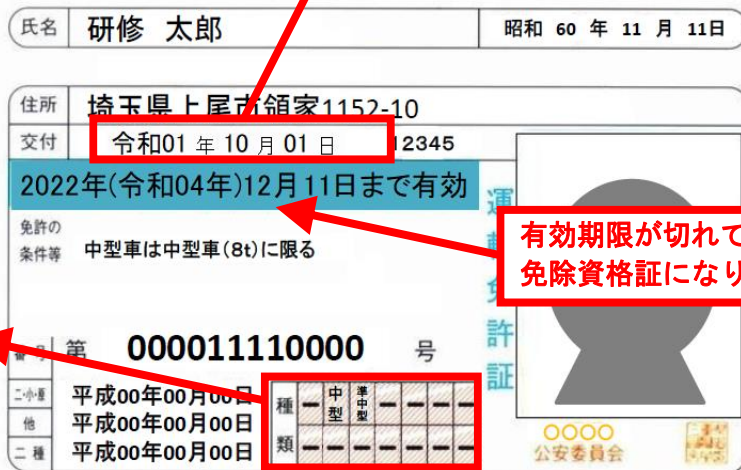 氏名 研修 太郎 昭和 60 年 11 月 11日
住所 埼玉県上尾市領家1152-10
交付 令和01 年 10 月 01 日 12345
2022年(令和04年)12月11日まで有効
免許の
条件等 中型車は中型車(8t)に限る
運
有効期限が切れて
免除資格証になり
許
証
第 000011110000 号
二・小・原 平成00年00月00日
他 平成00年00月00日
二種 平成00年00月00日
種類
中型
準中型
○○○○
公安委員会